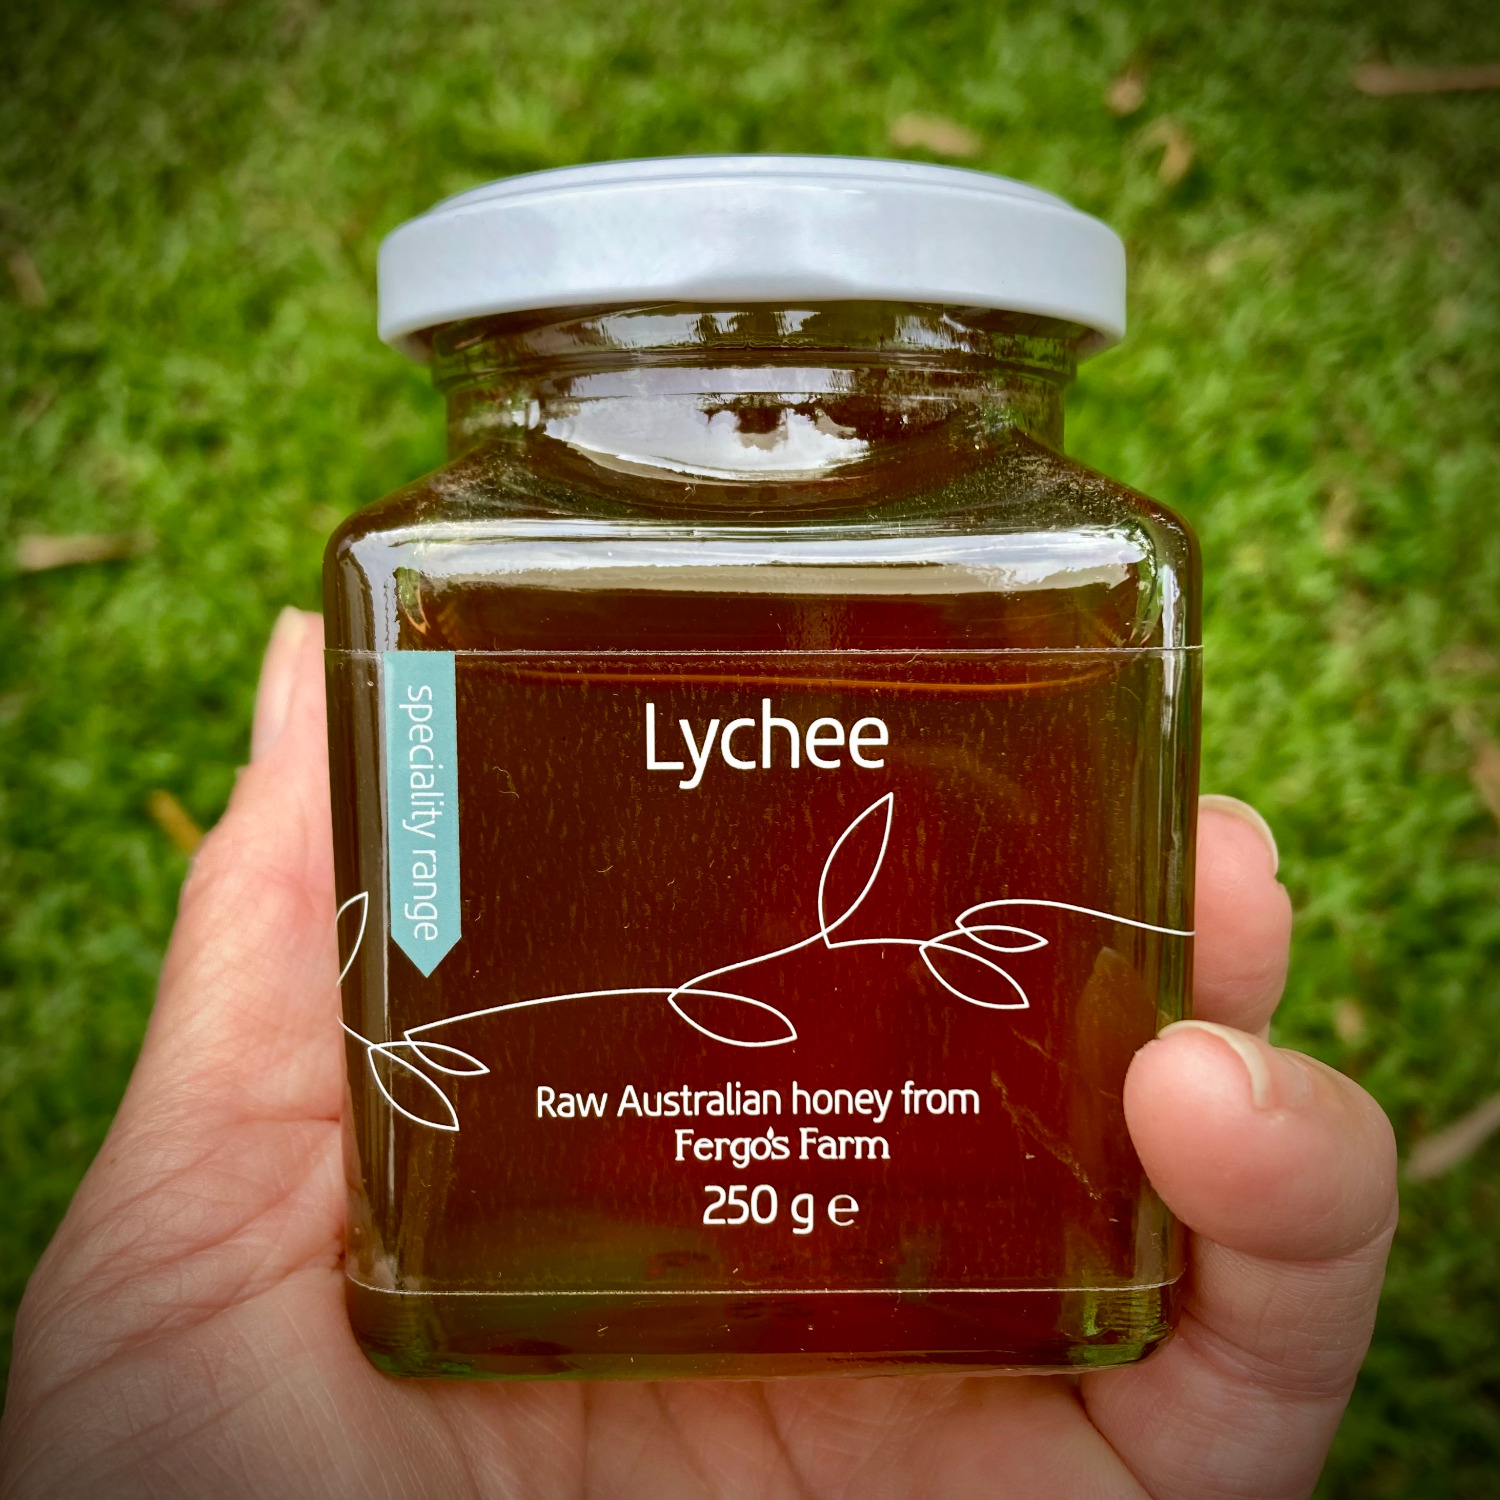 Lychee
speciality range
Raw Australian honey from
Fergo's Farm
250 g ℮